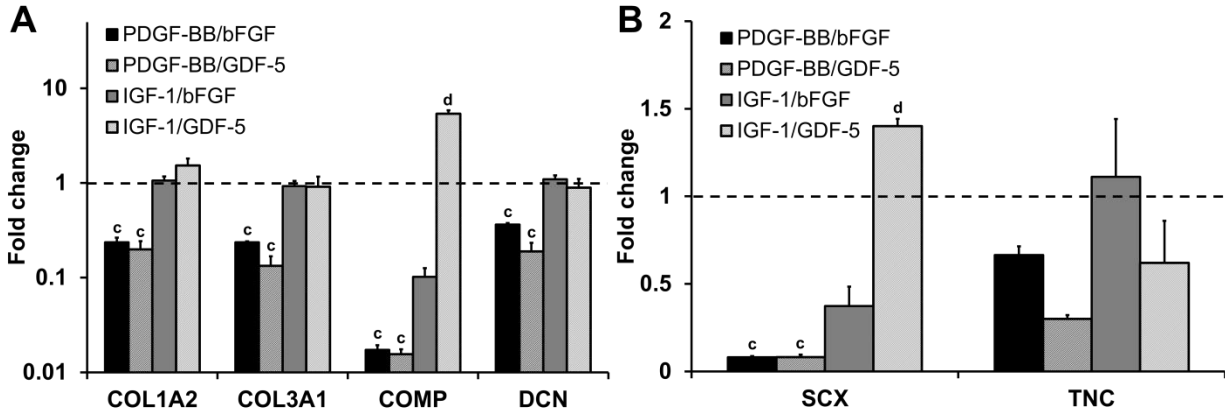 A
Fold change
10
1
0.1
0.01
PDGF-BB/bFGF
PDGF-BB/GDF-5
IGF-1/bFGF
IGF-1/GDF-5
c c
c c
c c d
c c
COL1A2 COL3A1 COMP DCN
B
Fold change
2
1.5
1
0.5
0
PDGF-BB/bFGF
PDGF-BB/GDF-5
IGF-1/bFGF
IGF-1/GDF-5
c c d
SCX TNC